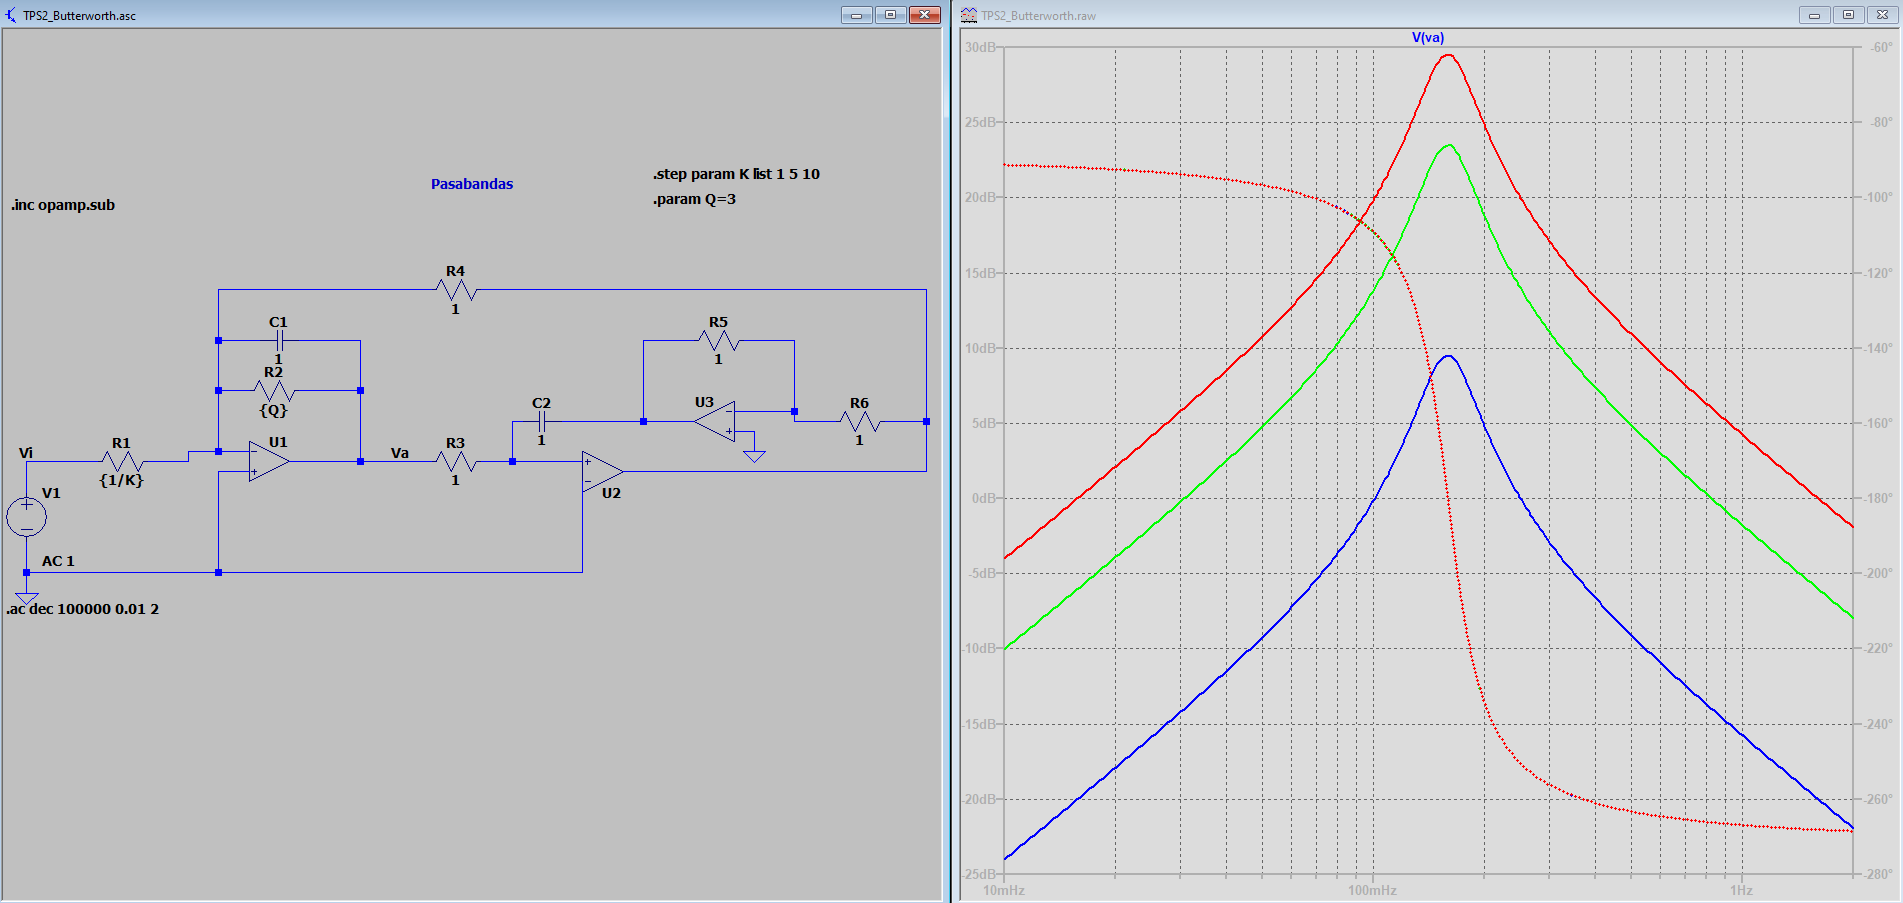 TPS2_Butterworth.asc
Pasabandas
.step param K list 1 5 10
.param Q=3
.inc opamp.sub
R4
1
C1
1
R2
{Q}
R5
1
U3
C2
1
R6
1
Vi
R1
{1/K}
U1
Va
R3
1
U2
V1
AC 1
.ac dec 100000 0.01 2
TPS2_Butterworth.raw
V(va)
30dB
25dB
20dB
15dB
10dB
5dB
0dB
-5dB
-10dB
-15dB
-20dB
-25dB
-60°
-80°
-100°
-120°
-140°
-160°
-180°
-200°
-220°
-240°
-260°
-280°
10mHz
100mHz
1Hz